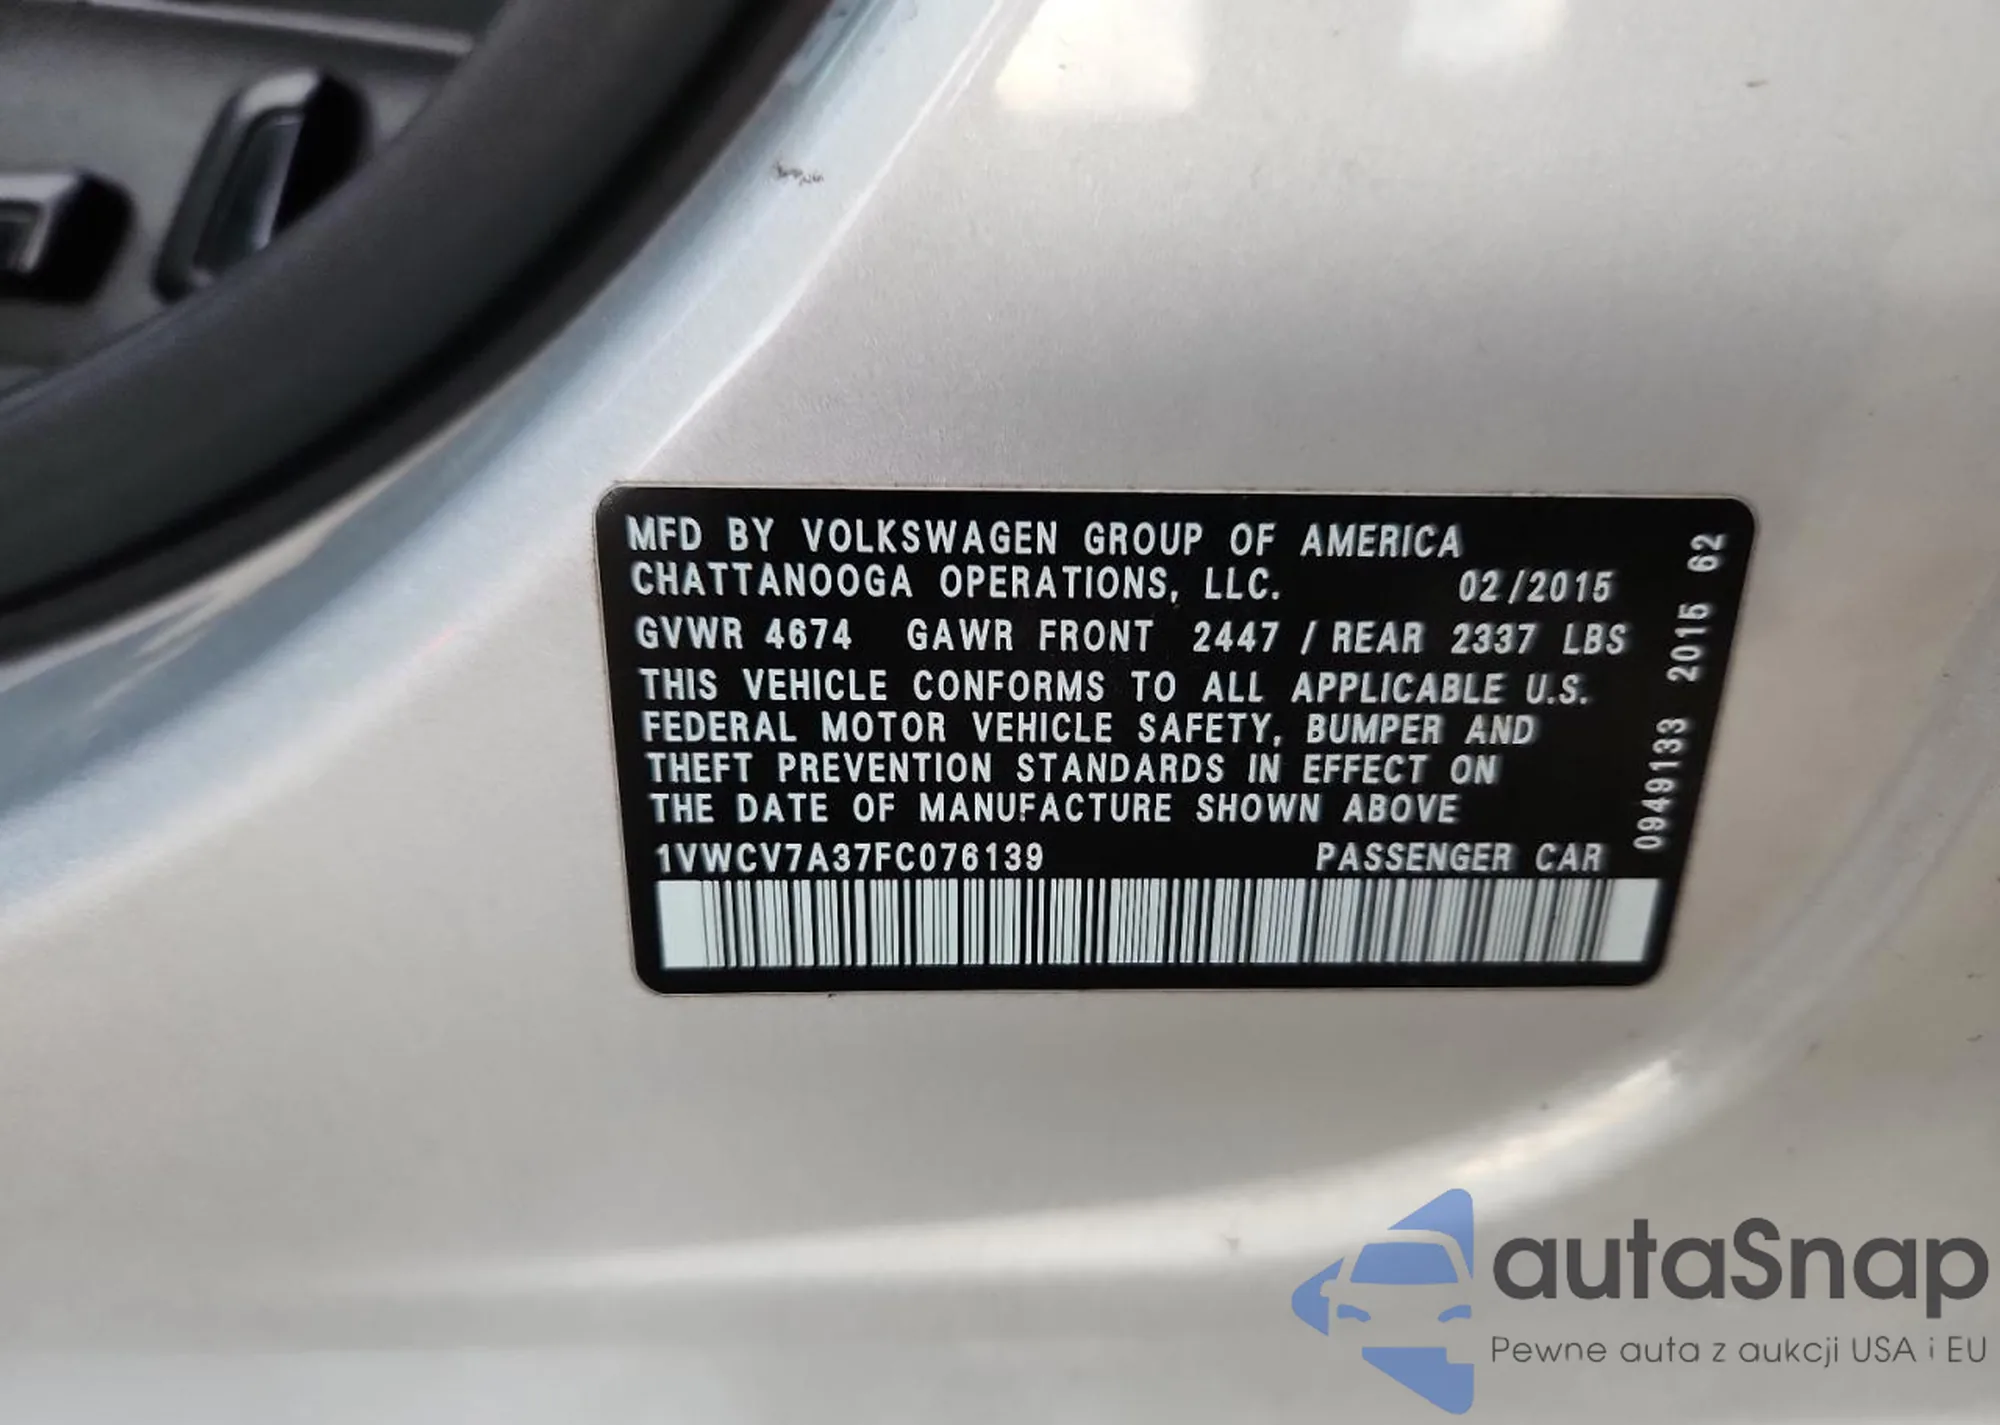 MFD BY VOLKSWAGEN GROUP OF AMERICA
CHATTANOOGA OPERATIONS, LLC. 02/2015
GVWR 4674 GAWR FRONT 2447 / REAR 2337 LBS
THIS VEHICLE CONFORMS TO ALL APPLICABLE U.S.
FEDERAL MOTOR VEHICLE SAFETY, BUMPER AND
THEFT PREVENTION STANDARDS IN EFFECT ON
THE DATE OF MANUFACTURE SHOWN ABOVE
1VWCV7A37FC076139 PASSENGER CAR
0949133 2015 62
autaSnap
Pewne auta z aukcji USA i EU